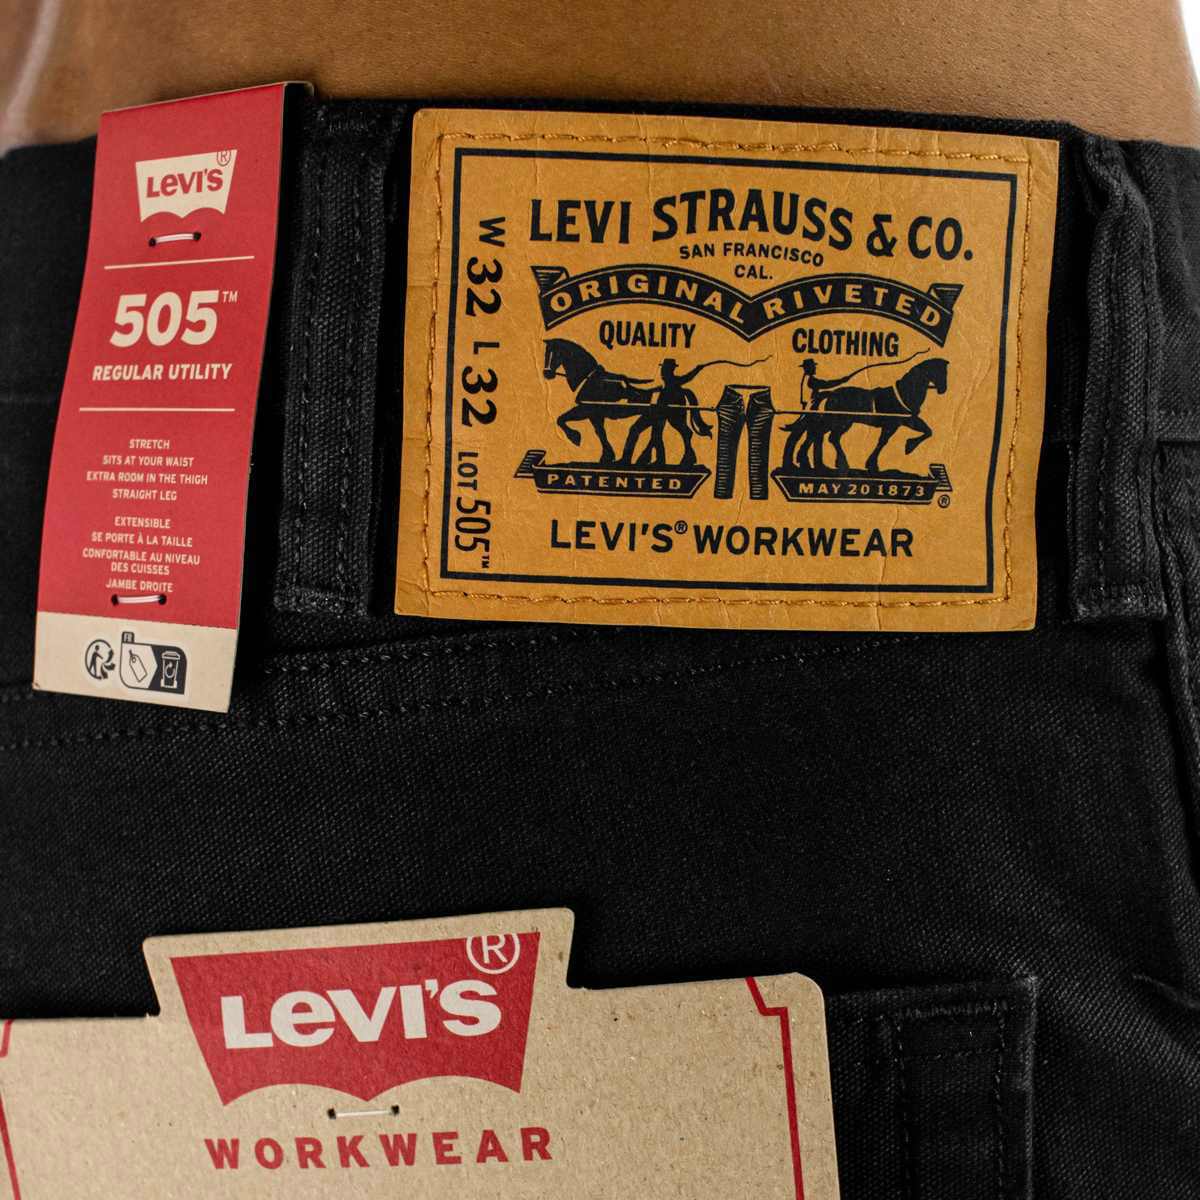 Levi's®
505™
REGULAR UTILITY
STRETCH
SITS AT YOUR WAIST
EXTRA ROOM IN THE THIGH
STRAIGHT LEG
EXTENSIBLE
SE PORTE À LA TAILLE
CONFORTABLE AU NIVEAU
DES CUISSES
JAMBE DROITE
FR
W 32 L 32 LOT 505™
LEVI STRAUSS & CO.
SAN FRANCISCO
CAL.
ORIGINAL RIVETED
QUALITY CLOTHING
PATENTED MAY 20 1873 ®
LEVI'S® WORKWEAR
Levi's®
WORKWEAR